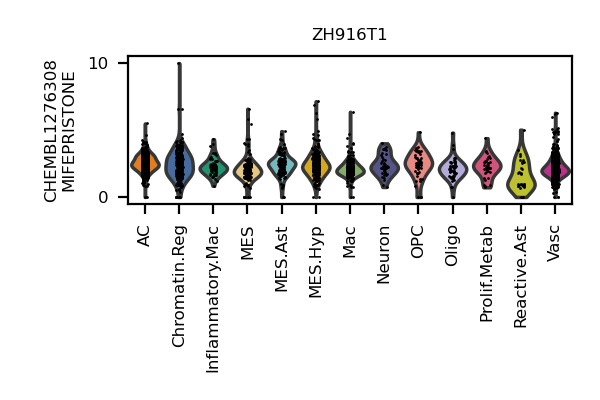 ZH916T1
CHEMBL1276308
MIFEPRISTONE
10
0
AC
Chromatin.Reg
Inflammatory.Mac
MES
MES.Ast
MES.Hyp
Mac
Neuron
OPC
Oligo
Prolif.Metab
Reactive.Ast
Vasc